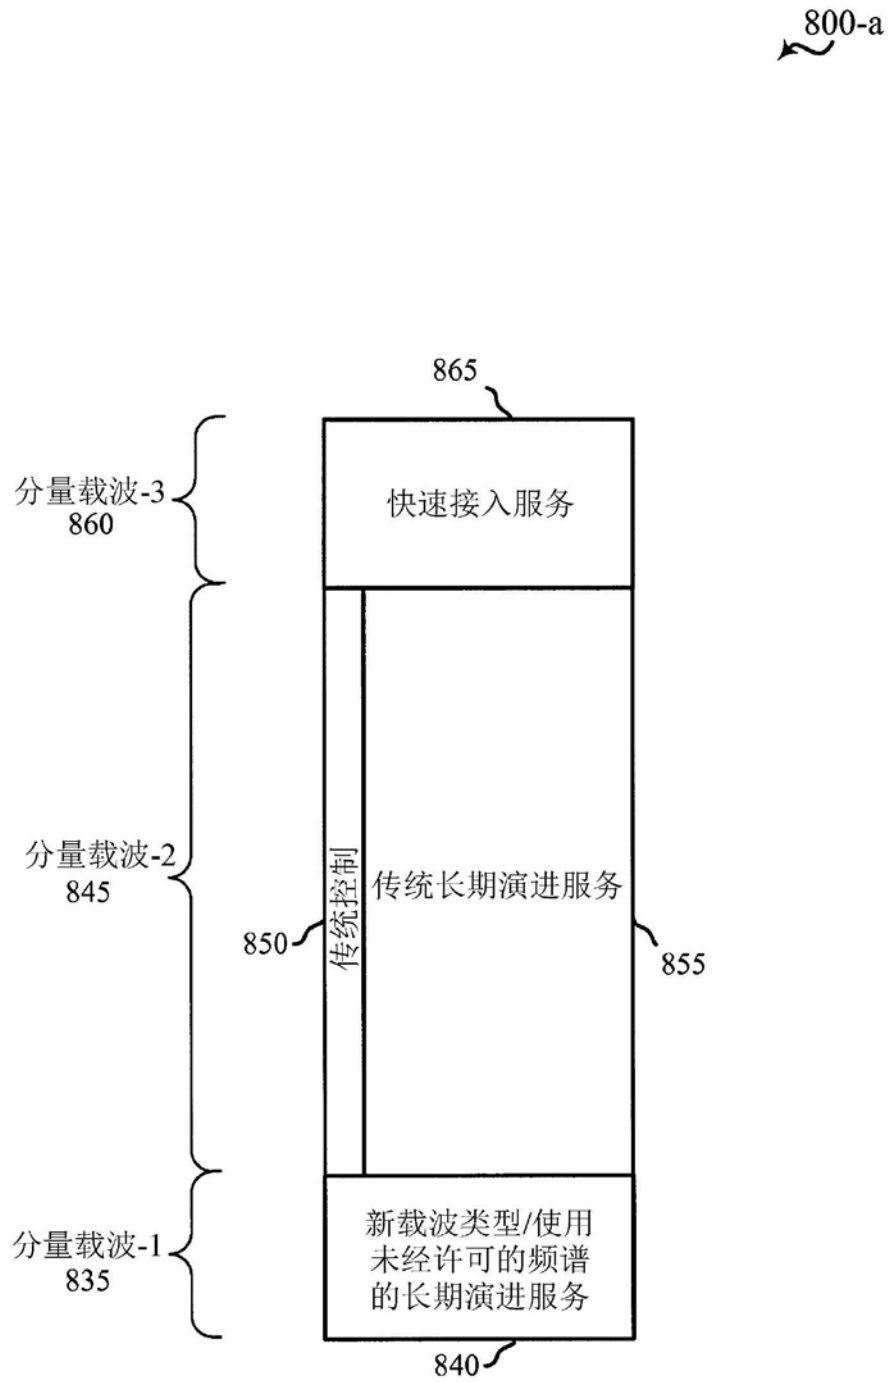 800-a
865
快速接入服务
分量载波-3
860
分量载波-2
845
850
传统控制
传统长期演进服务
855
分量载波-1
835
新载波类型/使用
未经许可的频谱
的长期演进服务
840